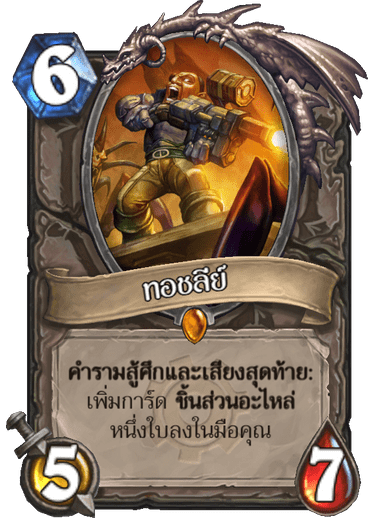 6
ทอชลีย์
คำรามสู้ศึกและเสียงสุดท้าย:
เพิ่มการ์ด ชิ้นส่วนอะไหล่
หนึ่งใบลงในมือคุณ
5
7